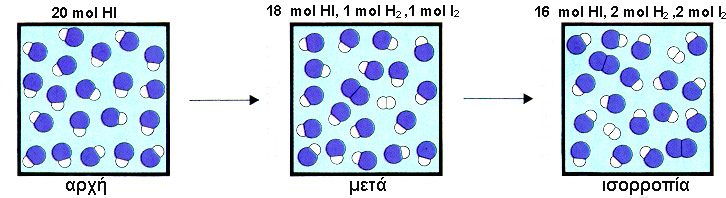 20 mol HI
18 mol HI, 1 mol H₂ ,1 mol I₂
16 mol HI, 2 mol H₂ ,2 mol I₂
αρχή
μετά
ισορροπία